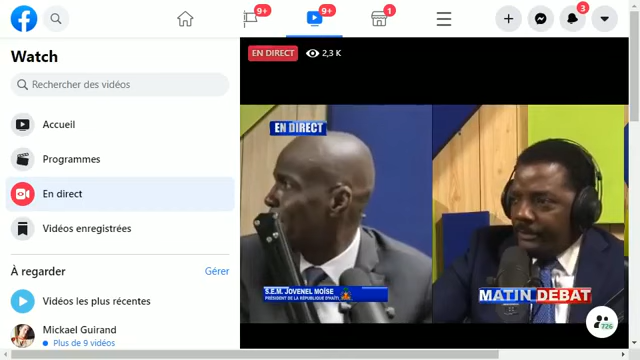 9+
9+
1
3
Watch
Rechercher des vidéos
Accueil
Programmes
En direct
Vidéos enregistrées
À regarder
Gérer
Vidéos les plus récentes
Mickael Guirand
Plus de 9 vidéos
EN DIRECT
2,3 K
EN DIRECT
S.E.M. JOVENEL MOÏSE
PRÉSIDENT DE LA RÉPUBLIQUE D'HAÏTI
MATIN DEBAT
726